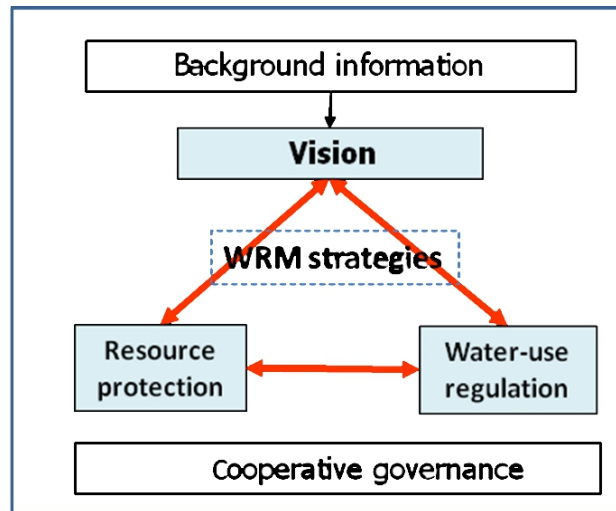 Background information
Vision
WRM strategies
Resource
protection
Water-use
regulation
Cooperative governance